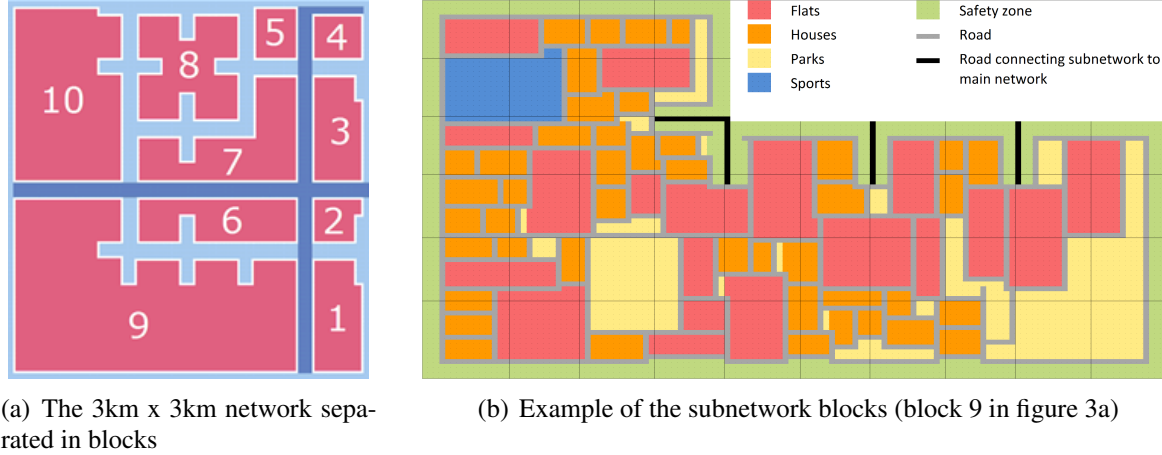 5
4
8
10
3
7
6
2
9
1
Flats
Houses
Parks
Sports
Safety zone
Road
Road connecting subnetwork to
main network
(a) The 3km x 3km network sepa-
rated in blocks
(b) Example of the subnetwork blocks (block 9 in figure 3a)